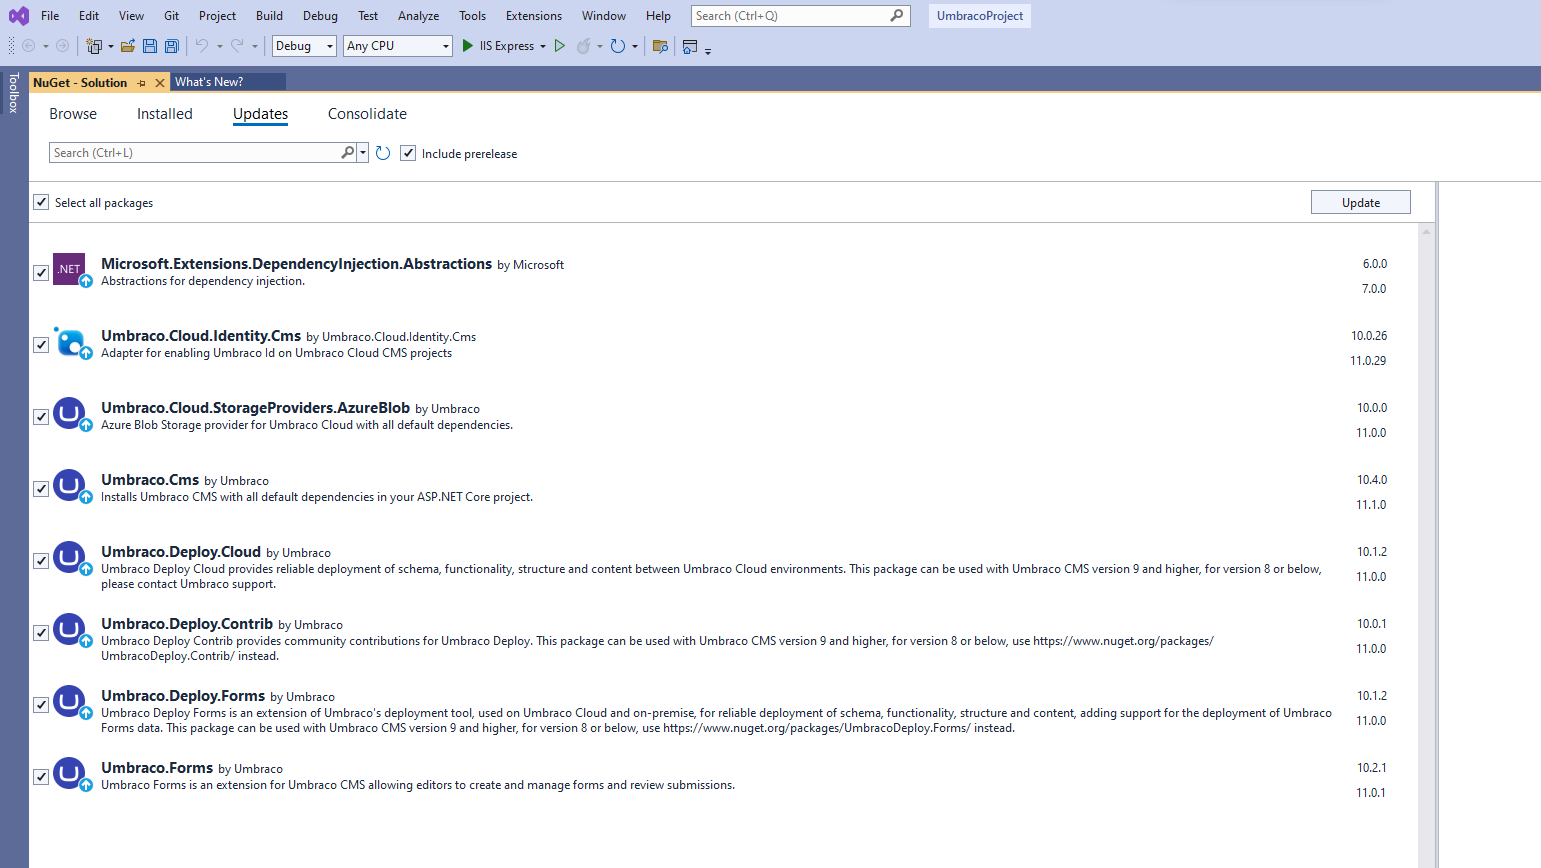 File Edit View Git Project Build Debug Test Analyze Tools Extensions Window Help Search (Ctrl+Q) UmbracoProject
Debug Any CPU IIS Express
Toolbox
NuGet - Solution What's New?
Browse Installed Updates Consolidate
Search (Ctrl+L) Include prerelease
Select all packages Update
.NET Microsoft.Extensions.DependencyInjection.Abstractions by Microsoft 6.0.0
Abstractions for dependency injection.
7.0.0
Umbraco.Cloud.Identity.Cms by Umbraco.Cloud.Identity.Cms 10.0.26
Adapter for enabling Umbraco Id on Umbraco Cloud CMS projects
11.0.29
Umbraco.Cloud.StorageProviders.AzureBlob by Umbraco 10.0.0
Azure Blob Storage provider for Umbraco Cloud with all default dependencies.
11.0.0
Umbraco.Cms by Umbraco 10.4.0
Installs Umbraco CMS with all default dependencies in your ASP.NET Core project.
11.1.0
Umbraco.Deploy.Cloud by Umbraco 10.1.2
Umbraco Deploy Cloud provides reliable deployment of schema, functionality, structure and content between Umbraco Cloud environments. This package can be used with Umbraco CMS version 9 and higher, for version 8 or below,
11.0.0
please contact Umbraco support.
Umbraco.Deploy.Contrib by Umbraco 10.0.1
Umbraco Deploy Contrib provides community contributions for Umbraco Deploy. This package can be used with Umbraco CMS version 9 and higher, for version 8 or below, use https://www.nuget.org/packages/
11.0.0
UmbracoDeploy.Contrib/ instead.
Umbraco.Deploy.Forms by Umbraco 10.1.2
Umbraco Deploy Forms is an extension of Umbraco's deployment tool, used on Umbraco Cloud and on-premise, for reliable deployment of schema, functionality, structure and content, adding support for the deployment of Umbraco
11.0.0
Forms data. This package can be used with Umbraco CMS version 9 and higher, for version 8 or below, use https://www.nuget.org/packages/UmbracoDeploy.Forms/ instead.
Umbraco.Forms by Umbraco 10.2.1
Umbraco Forms is an extension for Umbraco CMS allowing editors to create and manage forms and review submissions.
11.0.1